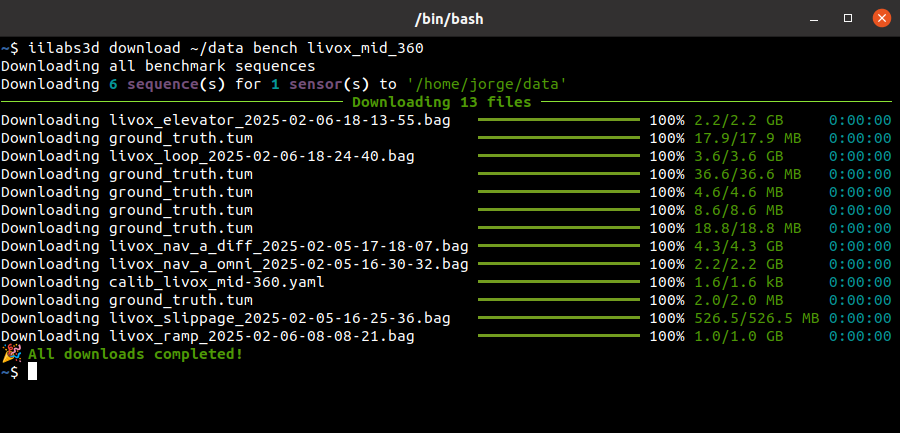 /bin/bash
~$ iilabs3d download ~/data bench livox_mid_360
Downloading all benchmark sequences
Downloading 6 sequence(s) for 1 sensor(s) to '/home/jorge/data'
Downloading 13 files
Downloading livox_elevator_2025-02-06-18-13-55.bag 100% 2.2/2.2 GB 0:00:00
Downloading ground_truth.tum 100% 17.9/17.9 MB 0:00:00
Downloading livox_loop_2025-02-06-18-24-40.bag 100% 3.6/3.6 GB 0:00:00
Downloading ground_truth.tum 100% 36.6/36.6 MB 0:00:00
Downloading ground_truth.tum 100% 4.6/4.6 MB 0:00:00
Downloading ground_truth.tum 100% 8.6/8.6 MB 0:00:00
Downloading ground_truth.tum 100% 18.8/18.8 MB 0:00:00
Downloading livox_nav_a_diff_2025-02-05-17-18-07.bag 100% 4.3/4.3 GB 0:00:00
Downloading livox_nav_a_omni_2025-02-05-16-30-32.bag 100% 2.2/2.2 GB 0:00:00
Downloading calib_livox_mid-360.yaml 100% 1.6/1.6 kB 0:00:00
Downloading ground_truth.tum 100% 2.0/2.0 MB 0:00:00
Downloading livox_slippage_2025-02-05-16-25-36.bag 100% 526.5/526.5 MB 0:00:00
Downloading livox_ramp_2025-02-06-08-08-21.bag 100% 1.0/1.0 GB 0:00:00
🎉 All downloads completed!
~$